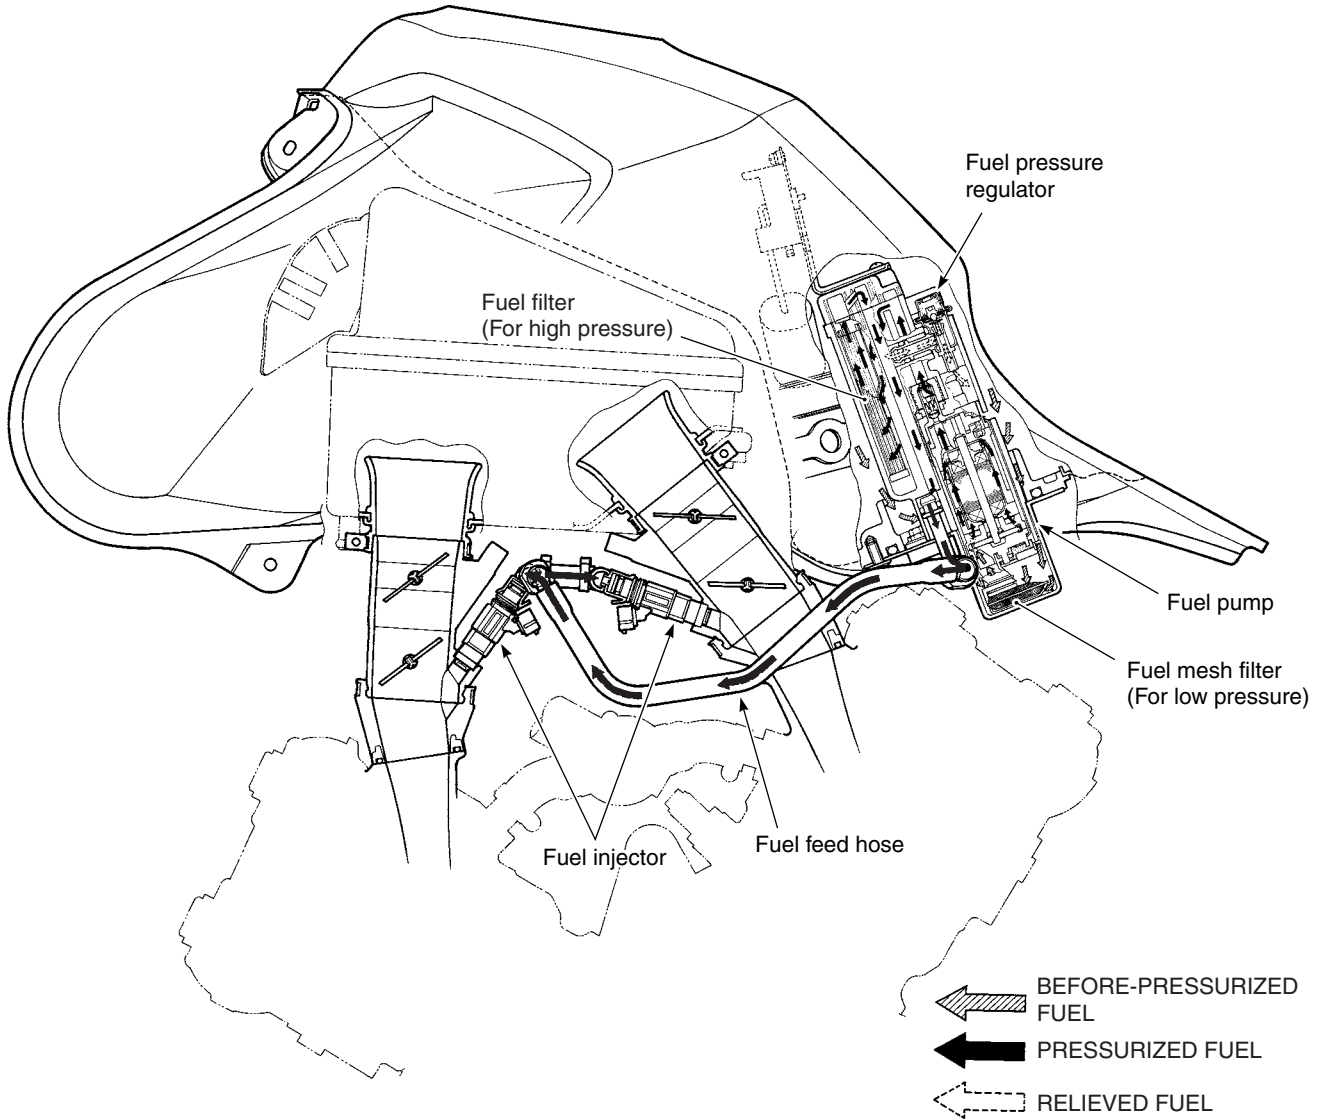 Fuel pressure
regulator
Fuel filter
(For high pressure)
Fuel pump
Fuel mesh filter
(For low pressure)
Fuel feed hose
Fuel injector
BEFORE-PRESSURIZED
FUEL
PRESSURIZED FUEL
RELIEVED FUEL